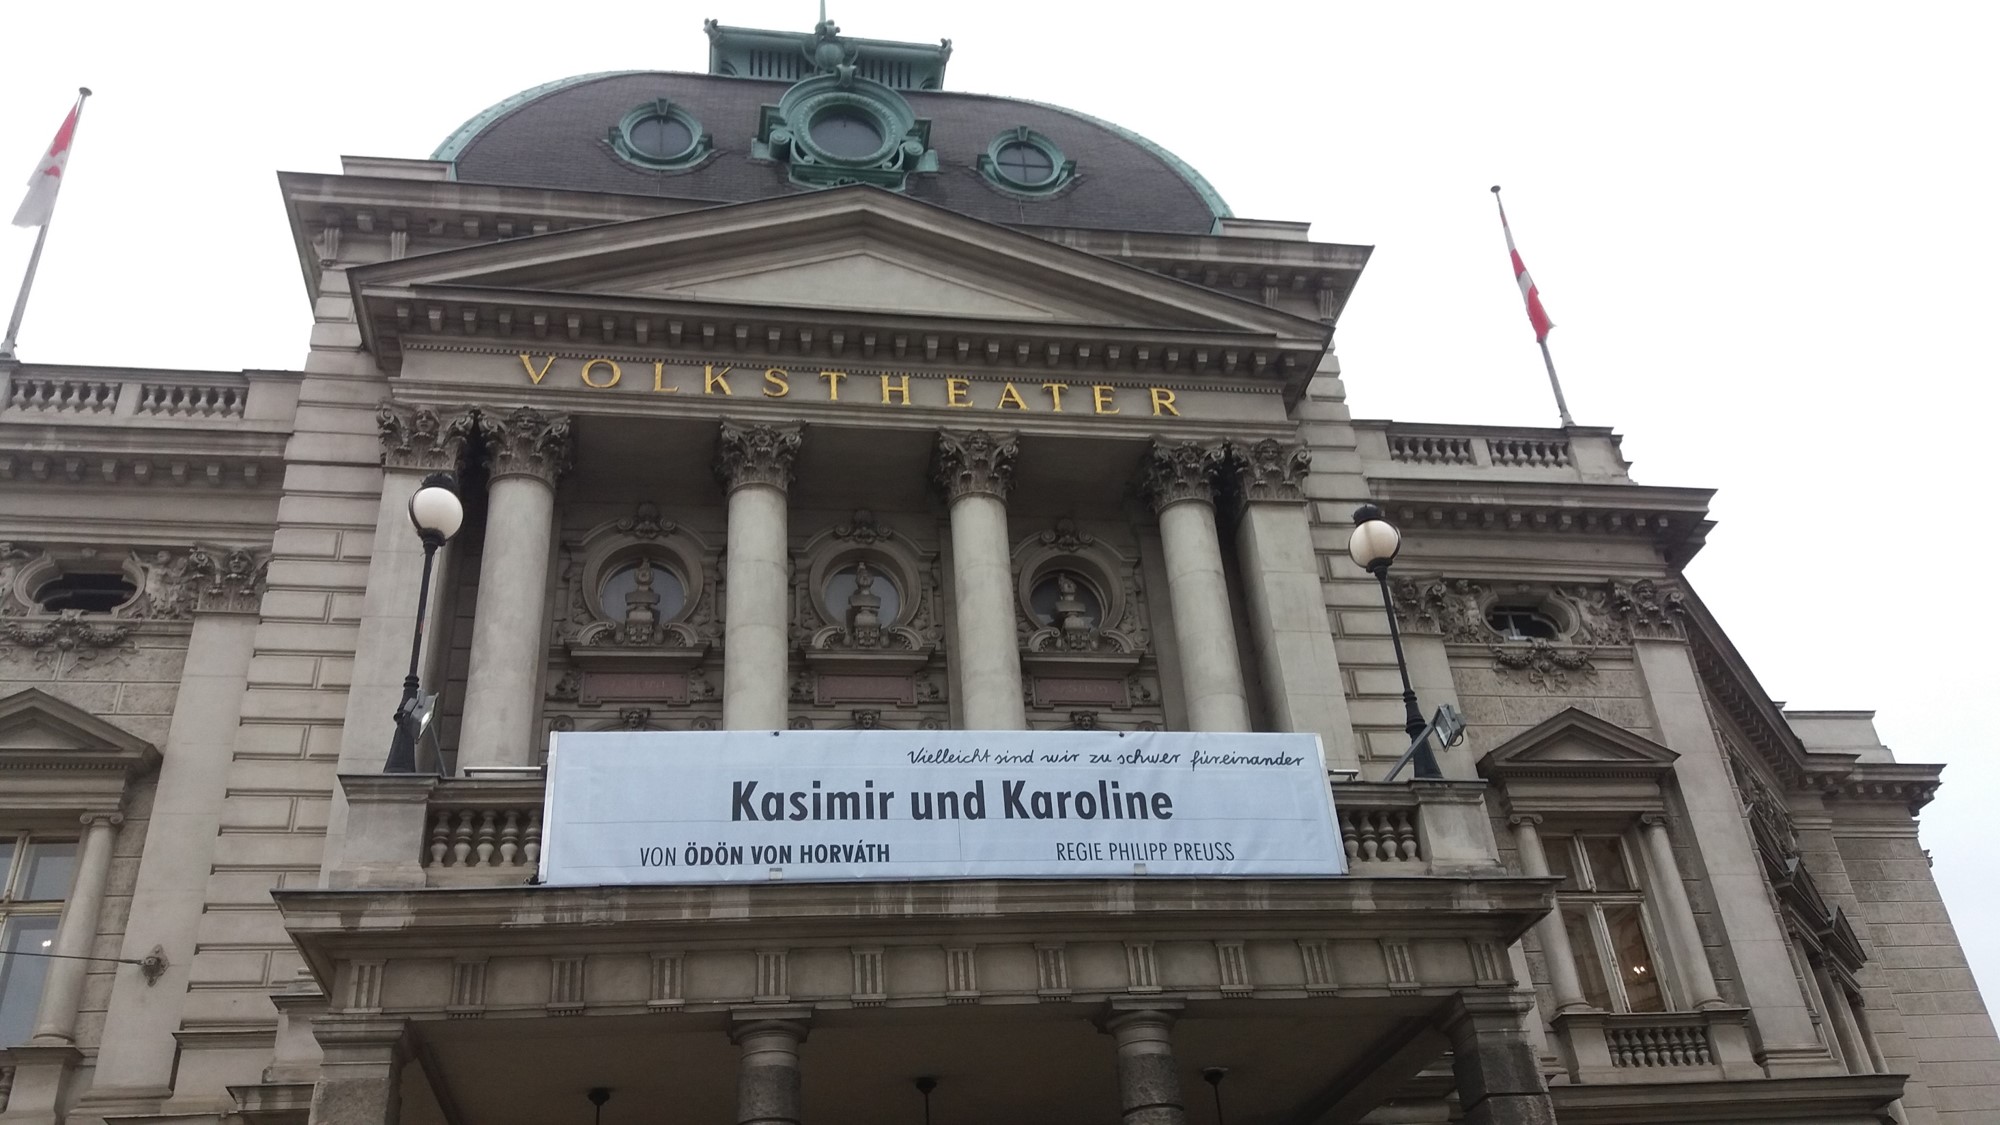 VOLKSTHEATER
Vielleicht sind wir zu schwer füreinander
Kasimir und Karoline
VON ÖDÖN VON HORVÁTH
REGIE PHILIPP PREUSS